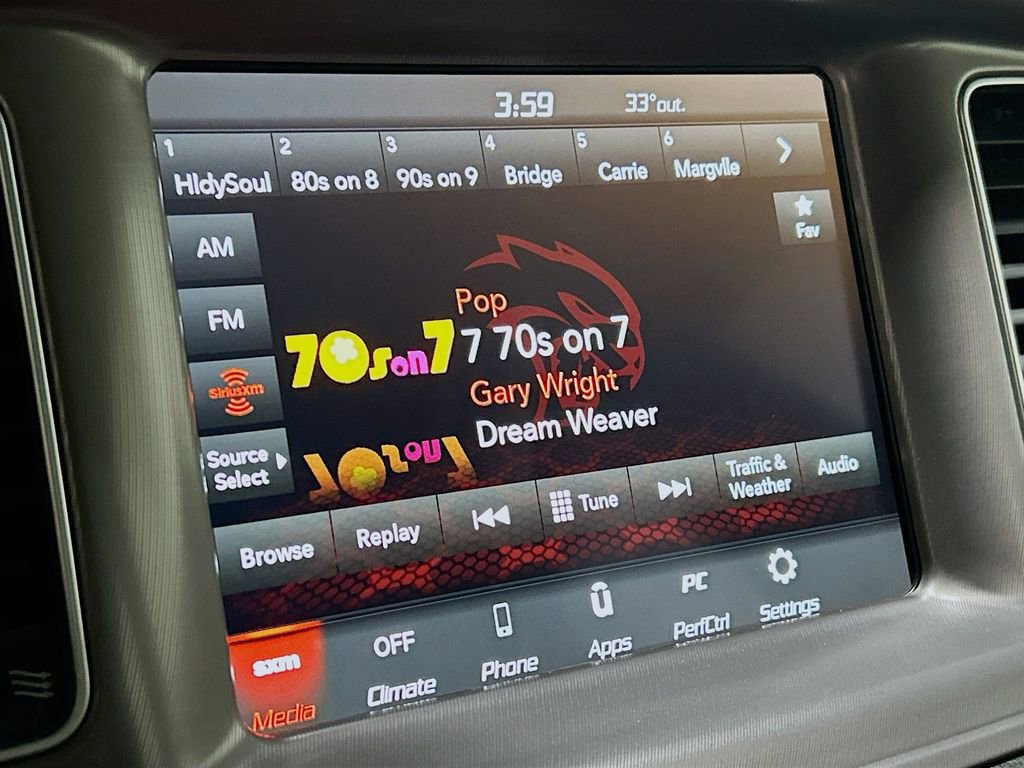 3:59 33° out.
1 HldySoul 2 80s on 8 3 90s on 9 4 Bridge 5 Carrie 6 Margvlle
Fav
AM
FM
SiriusXM
Source
Select
70s on 7
Pop
7 70s on 7
Gary Wright
Dream Weaver
Browse Replay Tune Traffic &
Weather Audio
sxm
Media
OFF
Climate
Phone
û
Apps
PC
PerfCtrl
Settings